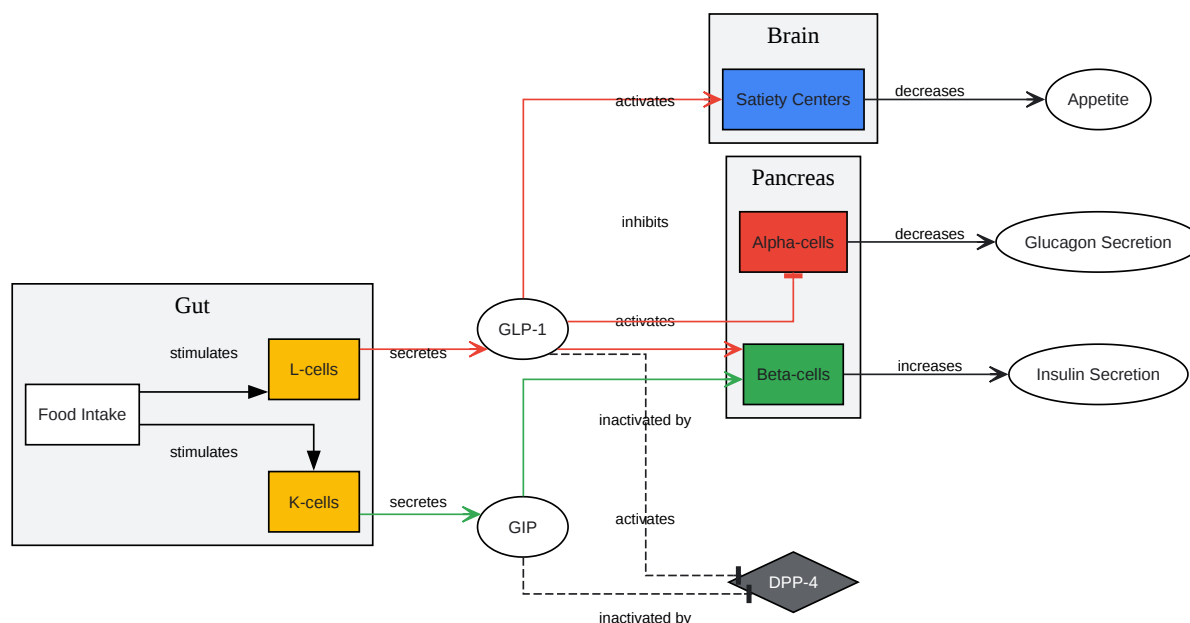 Brain
Satiety Centers
activates
decreases
Appetite
Pancreas
inhibits
Alpha-cells
decreases
Glucagon Secretion
Gut
stimulates
L-cells
secretes
GLP-1
activates
Beta-cells
increases
Insulin Secretion
Food Intake
inactivated by
stimulates
K-cells
secretes
GIP
activates
DPP-4
inactivated by